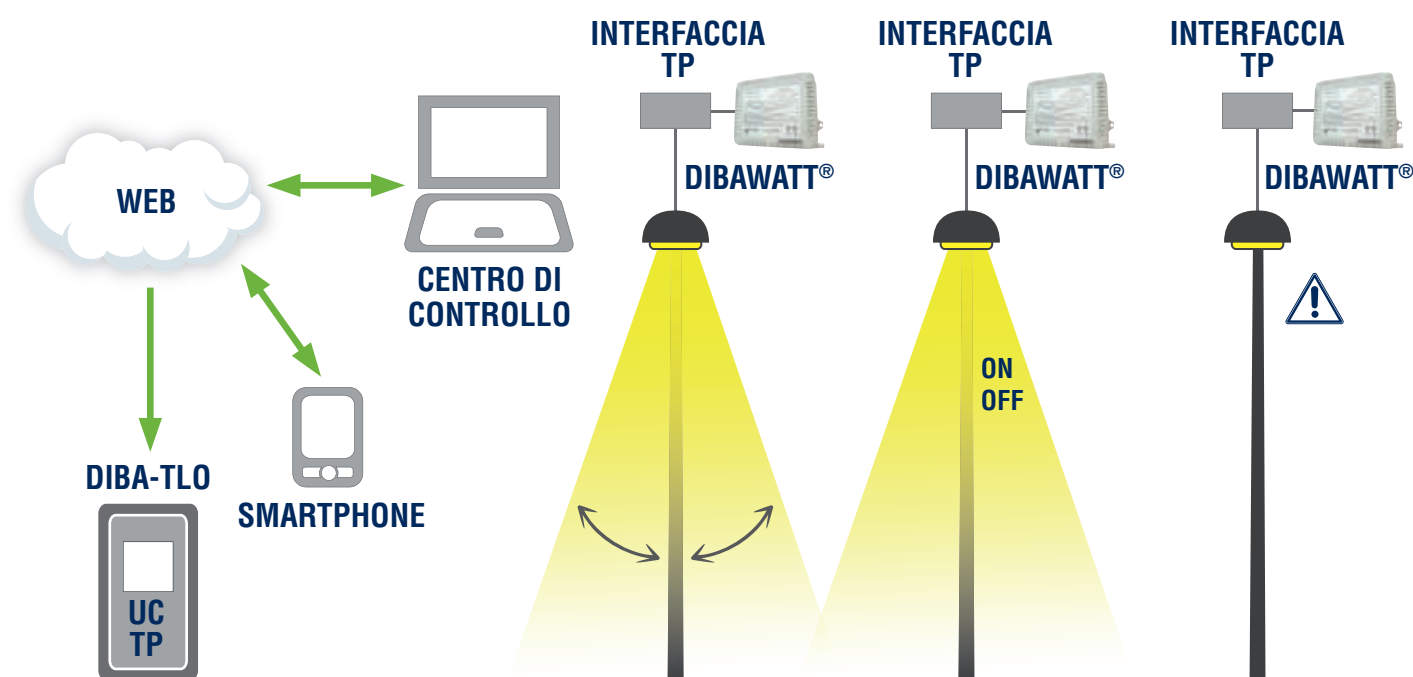 INTERFACCIA
TP
DIBAWATT®
INTERFACCIA
TP
DIBAWATT®
INTERFACCIA
TP
DIBAWATT®
WEB
CENTRO DI
CONTROLLO
ON
OFF
DIBA-TLO
SMARTPHONE
UC
TP